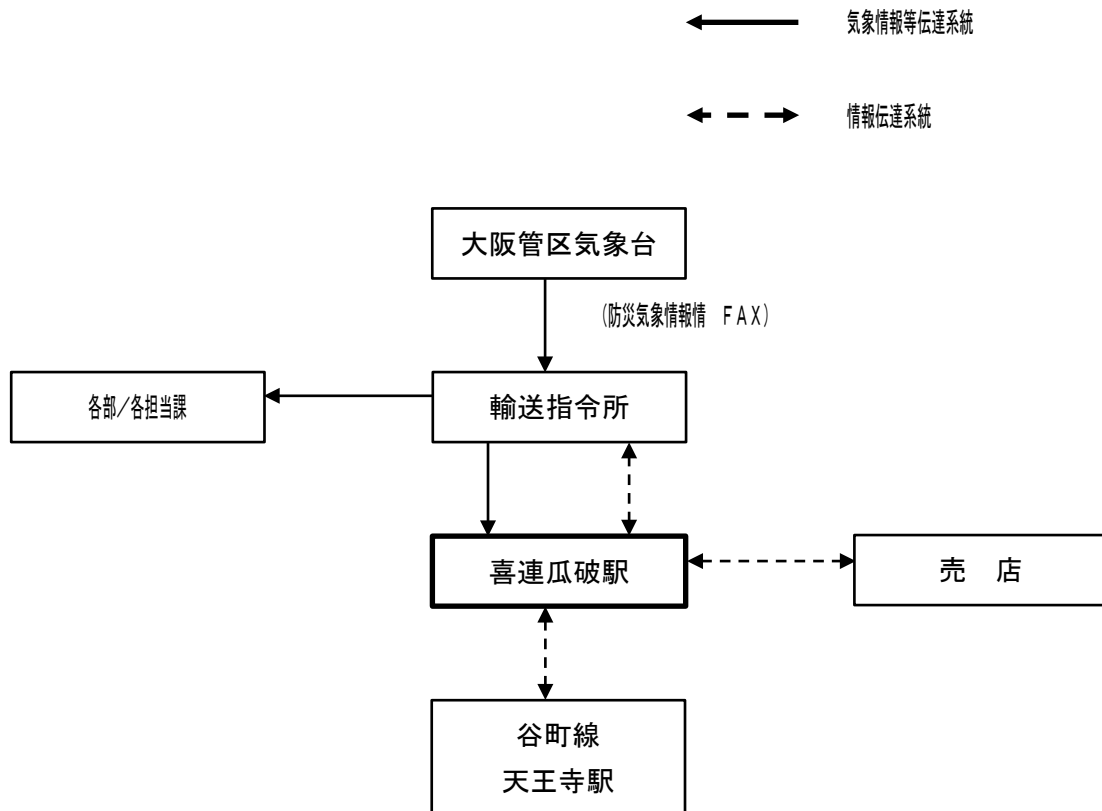 気象情報等伝達系統
情報伝達系統
大阪管区気象台
(防災気象情報情　ＦＡＸ)
各部／各担当課
輸送指令所
喜連瓜破駅
売　店
谷町線
天王寺駅